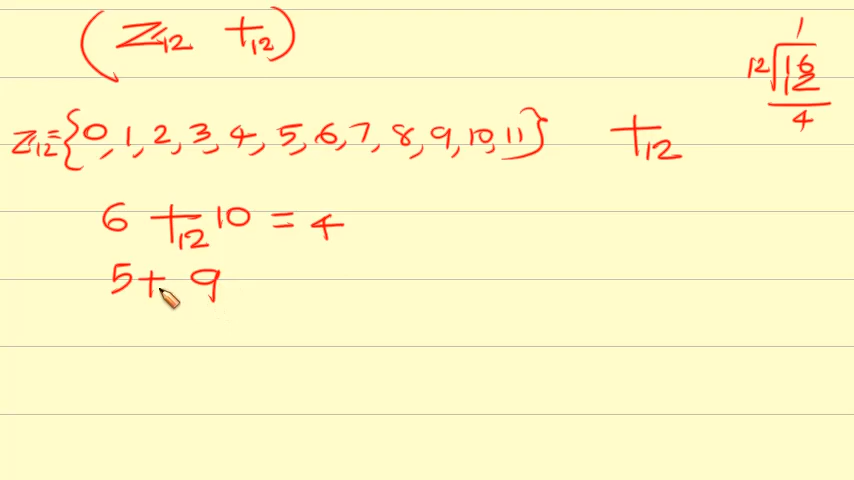 (Z12 +12)
Z12={0,1,2,3,4,5,6,7,8,9,10,11} +12
6 +12 10 = 4
5+ 9
1
12√16
12
4